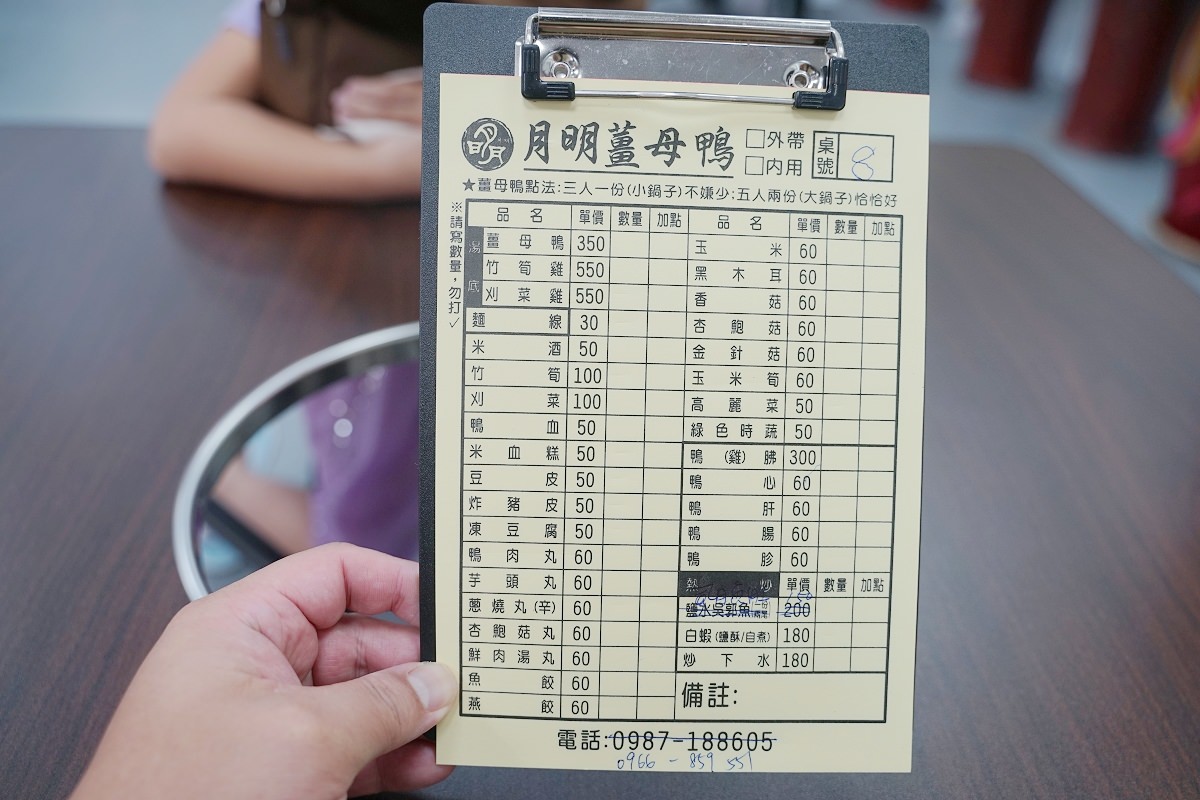 月明薑母鴨 □外帶 □內用 桌號 8
★薑母鴨點法:三人一份(小鍋子)不嫌少;五人兩份(大鍋子)恰恰好
※請寫數量,勿打✓
品名 單價 數量 加點 品名 單價 數量 加點
湯底
薑母鴨 350
竹筍雞 550
刈菜雞 550
麵線 30
米酒 50
竹筍 100
刈菜 100
鴨血 50
米血糕 50
豆皮 50
炸豬皮 50
凍豆腐 50
鴨肉丸 60
芋頭丸 60
蔥燒丸(辛) 60
杏鮑菇丸 60
鮮肉湯丸 60
魚餃 60
燕餃 60
玉米 60
黑木耳 60
香菇 60
杏鮑菇 60
金針菇 60
玉米筍 60
高麗菜 50
綠色時蔬 50
鴨(雞)腓 300
鴨心 60
鴨肝 60
鴨腸 60
鴨胗 60
熱炒 單價 數量 加點
鹽水吳郭魚 200
白蝦(鹽酥/白煮) 180
炒下水 180
備註:
電話:0987-188605
0966-859 551